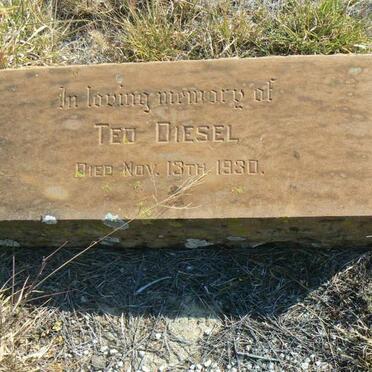 In loving memory of
TED DIESEL
DIED NOV. 13TH 1930.